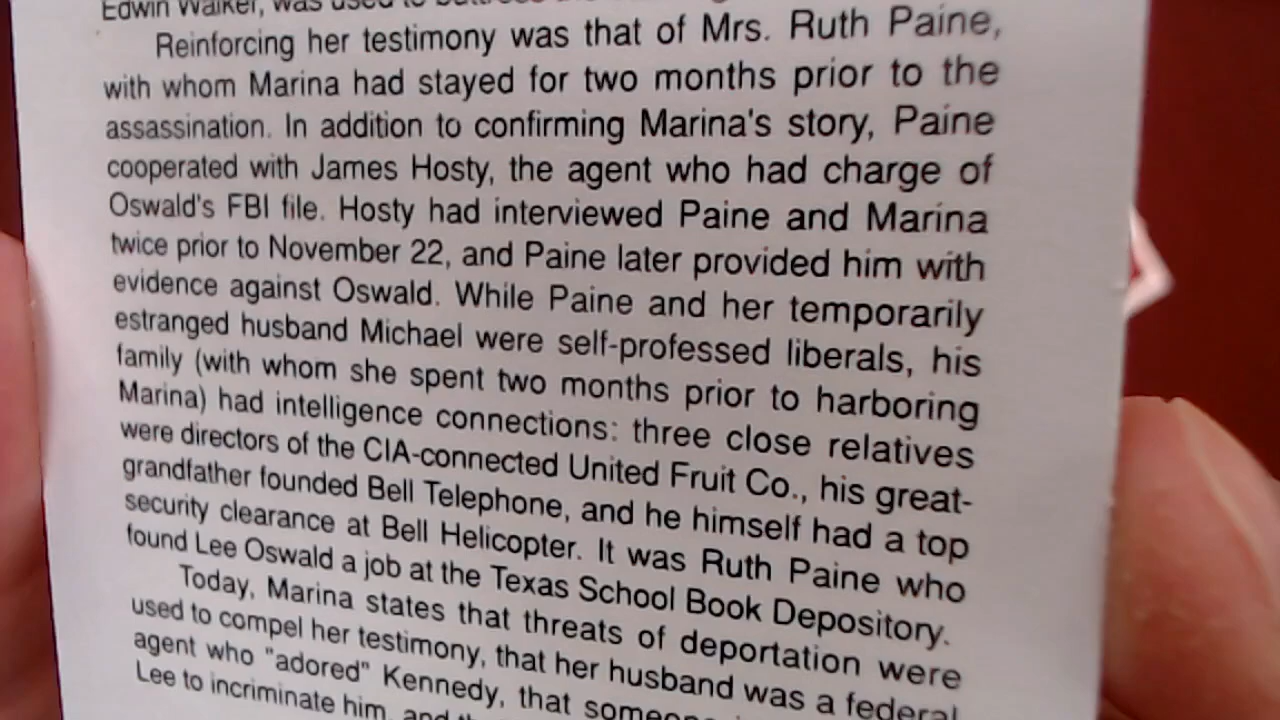 Edwin Walker, was used to
Reinforcing her testimony was that of Mrs. Ruth Paine,
with whom Marina had stayed for two months prior to the
assassination. In addition to confirming Marina's story, Paine
cooperated with James Hosty, the agent who had charge of
Oswald's FBI file. Hosty had interviewed Paine and Marina
twice prior to November 22, and Paine later provided him with
evidence against Oswald. While Paine and her temporarily
estranged husband Michael were self-professed liberals, his
family (with whom she spent two months prior to harboring
Marina) had intelligence connections: three close relatives
were directors of the CIA-connected United Fruit Co., his great-
grandfather founded Bell Telephone, and he himself had a top
security clearance at Bell Helicopter. It was Ruth Paine who
found Lee Oswald a job at the Texas School Book Depository.
Today, Marina states that threats of deportation were
used to compel her testimony, that her husband was a federal
agent who "adored" Kennedy, that
Lee to incriminate him, and